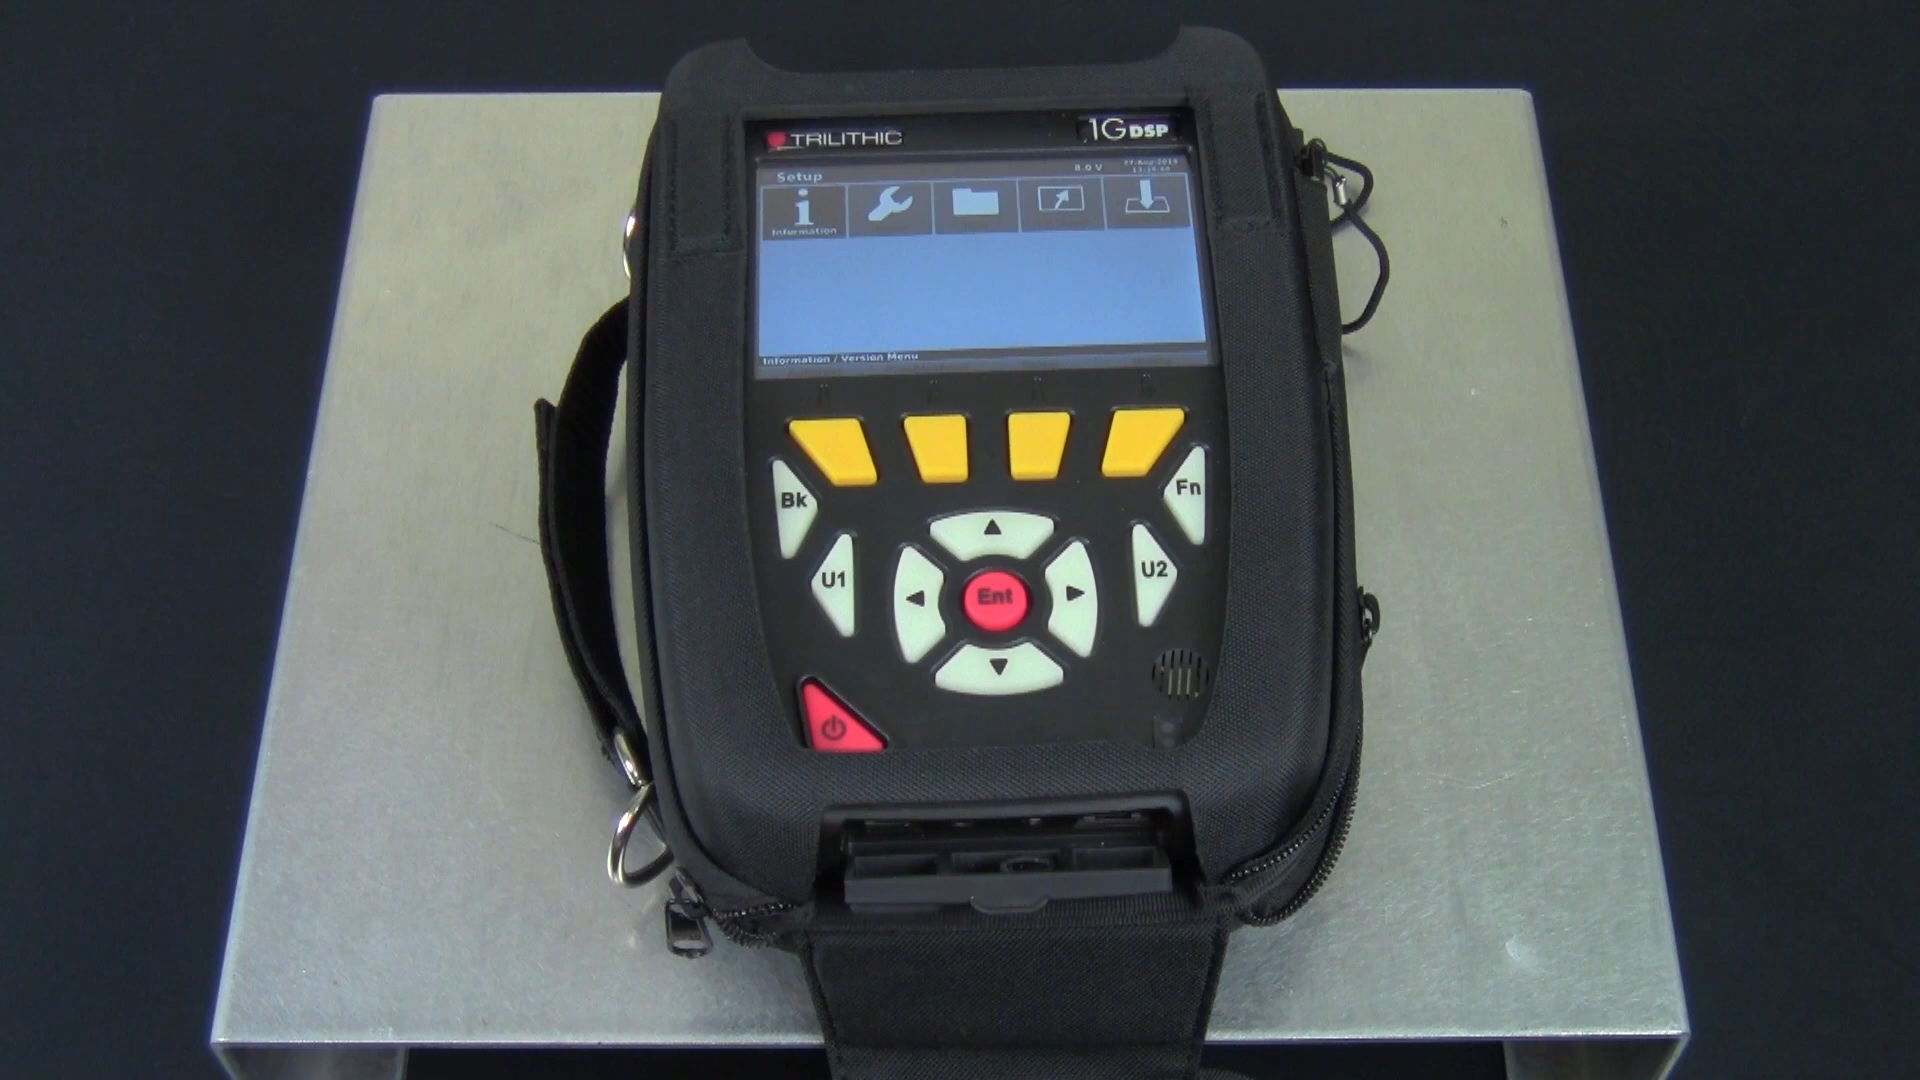 TRILITHIC
1G DSP
Setup
8.0 V
Information
Information / Version Menu
Bk
Fn
U1
U2
Ent